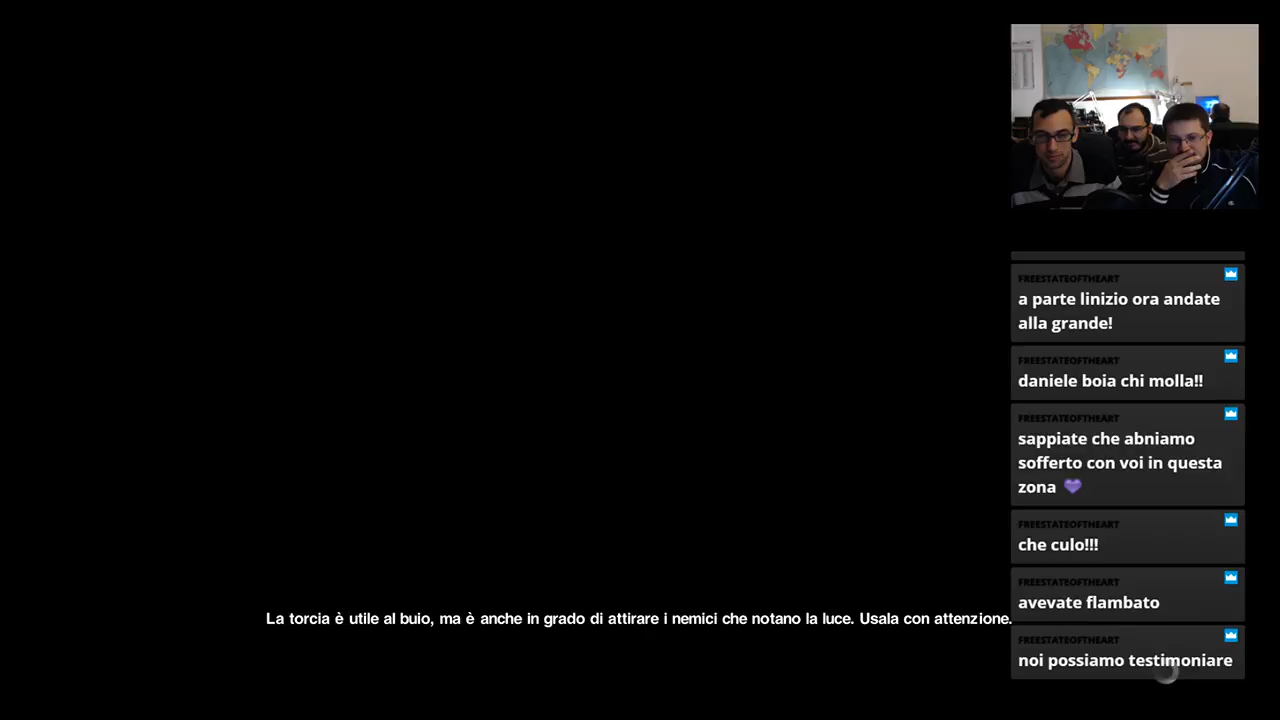 FREESTATEOFTHEART
a parte linizio ora andate
alla grande!
FREESTATEOFTHEART
daniele boia chi molla!!
FREESTATEOFTHEART
sappiate che abniamo
sofferto con voi in questa
zona 💜
FREESTATEOFTHEART
che culo!!!
FREESTATEOFTHEART
avevate flambato
La torcia è utile al buio, ma è anche in grado di attirare i nemici che notano la luce. Usala con attenzione.
FREESTATEOFTHEART
noi possiamo testimoniare